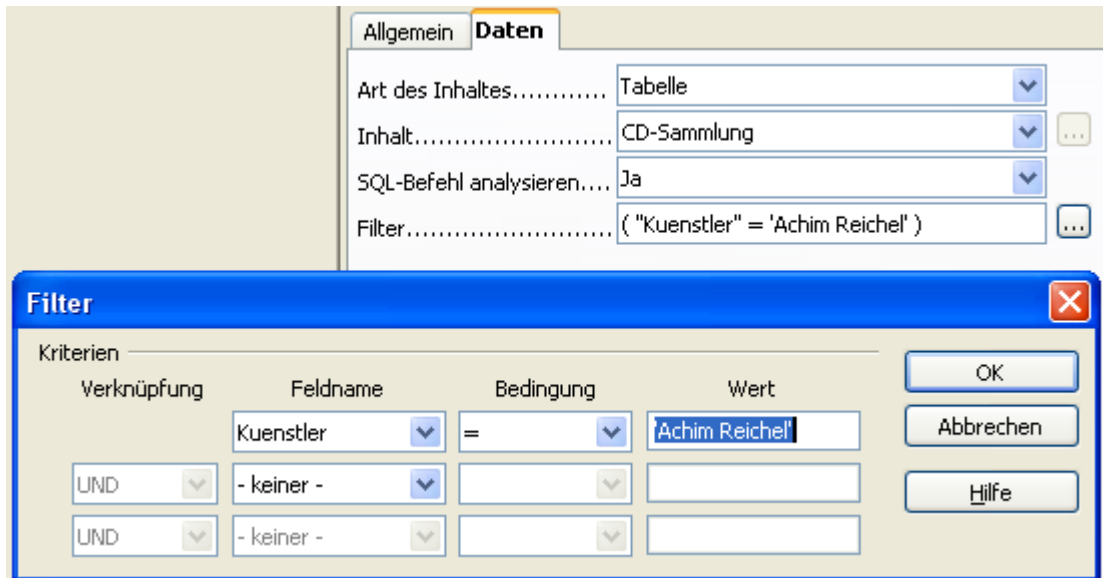 Allgemein Daten
Art des Inhaltes............ Tabelle
Inhalt......................... CD-Sammlung ...
SQL-Befehl analysieren.... Ja
Filter.......................... ( "Kuenstler" = 'Achim Reichel' ) ...
Filter
Kriterien
Verknüpfung Feldname Bedingung Wert
Kuenstler = 'Achim Reichel'
UND - keiner -
UND - keiner -
OK
Abbrechen
Hilfe